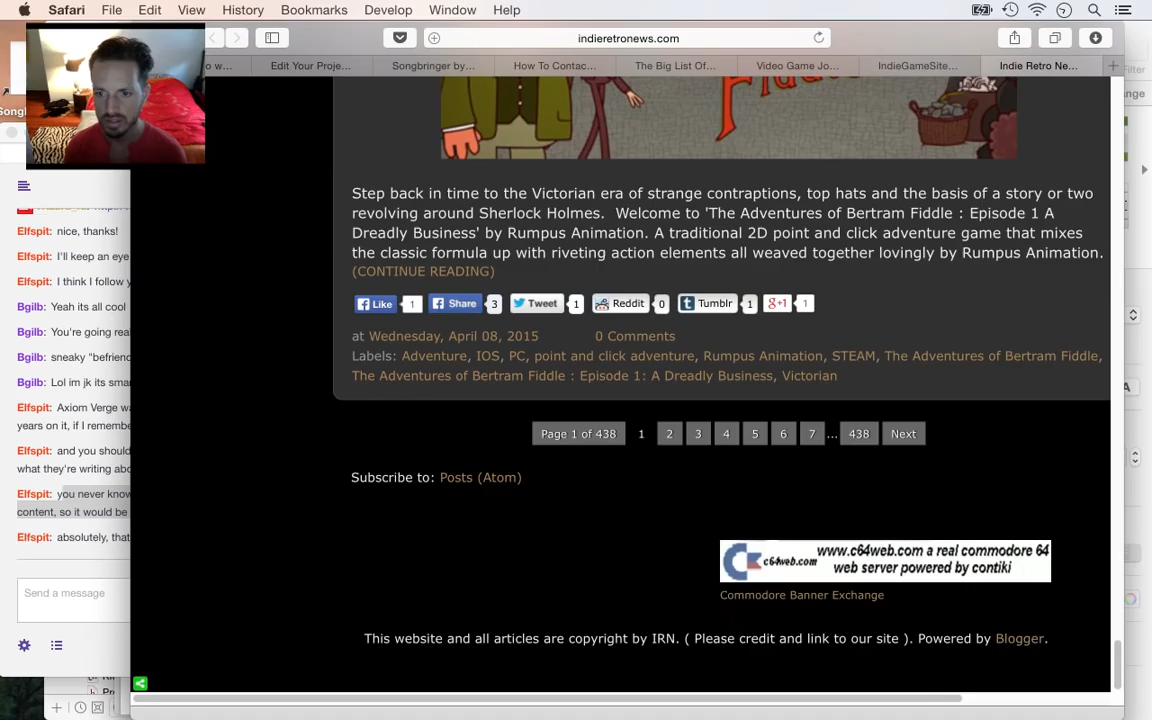 Safari File Edit View History Bookmarks Develop Window Help
indieretronews.com
o w... Edit Your Proje... Songbringer by... How To Contac... The Big List Of... Video Game Jo... IndieGameSite... Indie Retro Ne...
Filter
Song
nge
Step back in time to the Victorian era of strange contraptions, top hats and the basis of a story or two
revolving around Sherlock Holmes. Welcome to 'The Adventures of Bertram Fiddle : Episode 1 A
Dreadly Business' by Rumpus Animation. A traditional 2D point and click adventure game that mixes
the classic formula up with riveting action elements all weaved together lovingly by Rumpus Animation.
(CONTINUE READING)
Like 1 Share 3 Tweet 1 Reddit 0 Tumblr 1 g+1 1
at Wednesday, April 08, 2015 0 Comments
Labels: Adventure, IOS, PC, point and click adventure, Rumpus Animation, STEAM, The Adventures of Bertram Fiddle,
The Adventures of Bertram Fiddle : Episode 1: A Dreadly Business, Victorian
Page 1 of 438 1 2 3 4 5 6 7 ... 438 Next
Subscribe to: Posts (Atom)
www.c64web.com a real commodore 64
c64web.com web server powered by contiki
Commodore Banner Exchange
This website and all articles are copyright by IRN. ( Please credit and link to our site ). Powered by Blogger.
Elfspit: nice, thanks!
Elfspit: I'll keep an eye
Elfspit: I think I follow y
Bgilb: Yeah its all cool
Bgilb: You're going rea
Bgilb: sneaky "befrien
Bgilb: Lol im jk its sma
Elfspit: Axiom Verge wa
years on it, if I remembe
Elfspit: and you should
what they're writing abo
Elfspit: you never know
content, so it would be
Elfspit: absolutely, that
Send a message